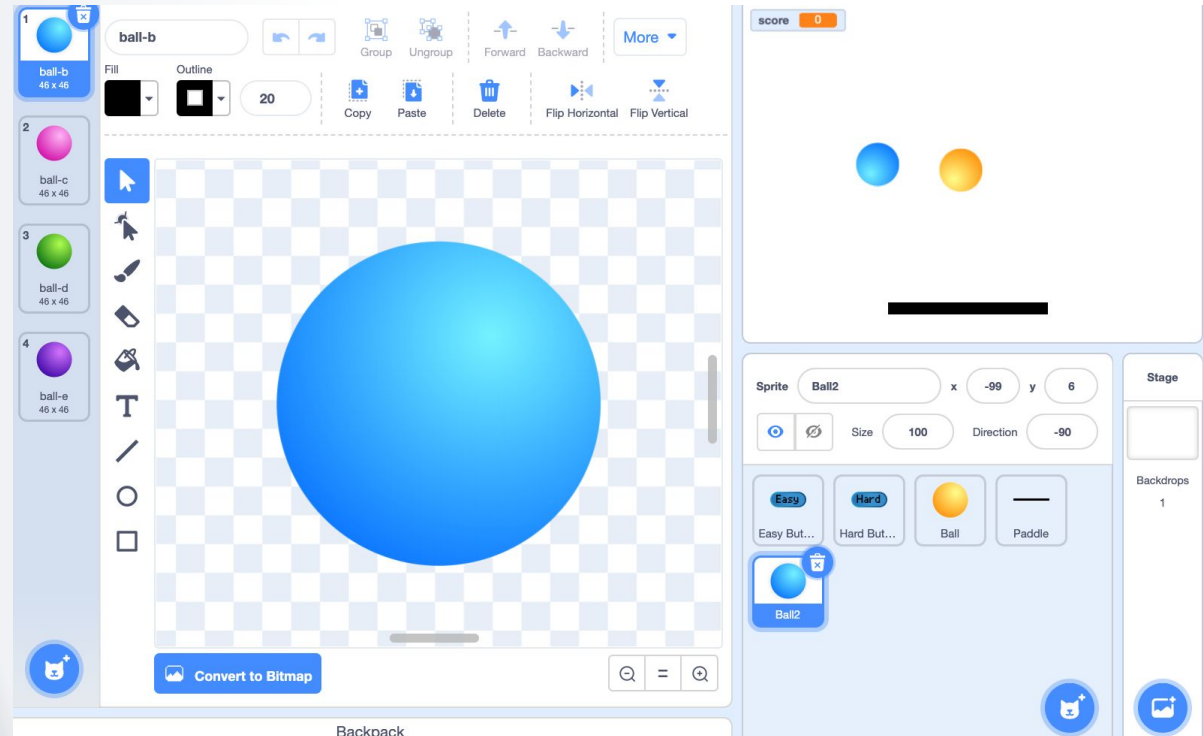 1
ball-b
46 x 46
2
ball-c
46 x 46
3
ball-d
46 x 46
4
ball-e
46 x 46
ball-b
Group
Ungroup
Forward
Backward
More
Fill
Outline
20
Copy
Paste
Delete
Flip Horizontal
Flip Vertical
T
Convert to Bitmap
Backpack
score 0
Sprite
Ball2
x
-99
y
6
Size
100
Direction
-90
Easy
Easy But...
Hard
Hard But...
Ball
Paddle
Ball2
Stage
Backdrops
1